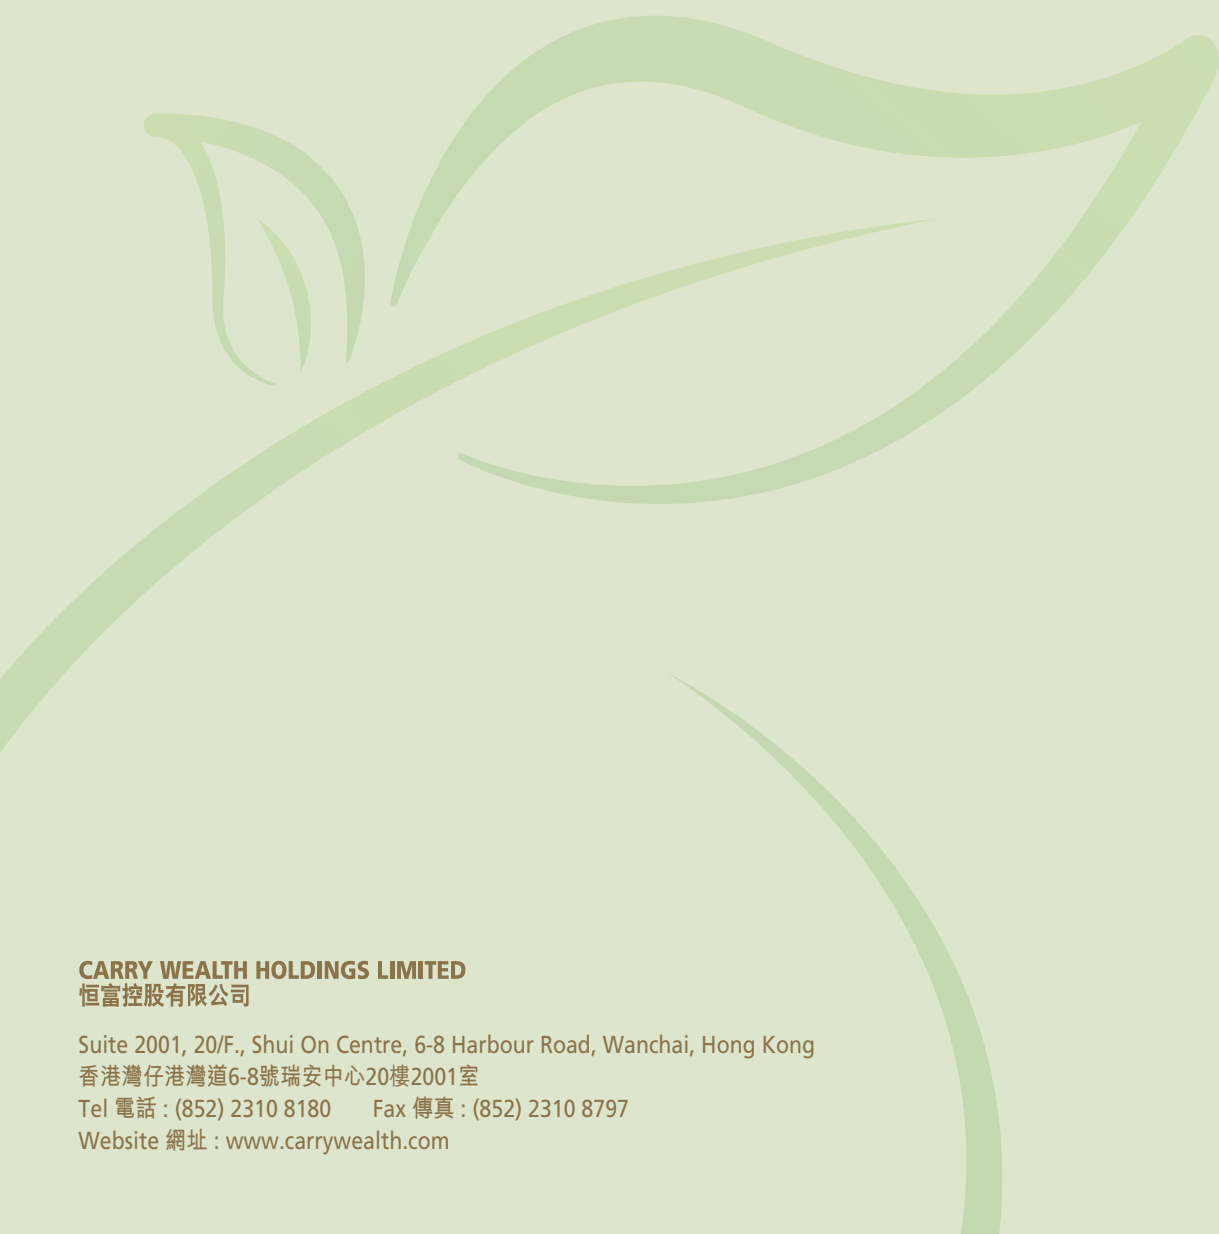 CARRY WEALTH HOLDINGS LIMITED
恒富控股有限公司
Suite 2001, 20/F., Shui On Centre, 6-8 Harbour Road, Wanchai, Hong Kong
香港灣仔港灣道6-8號瑞安中心20樓2001室
Tel 電話 : (852) 2310 8180 Fax 傳真 : (852) 2310 8797
Website 網址 : www.carrywealth.com